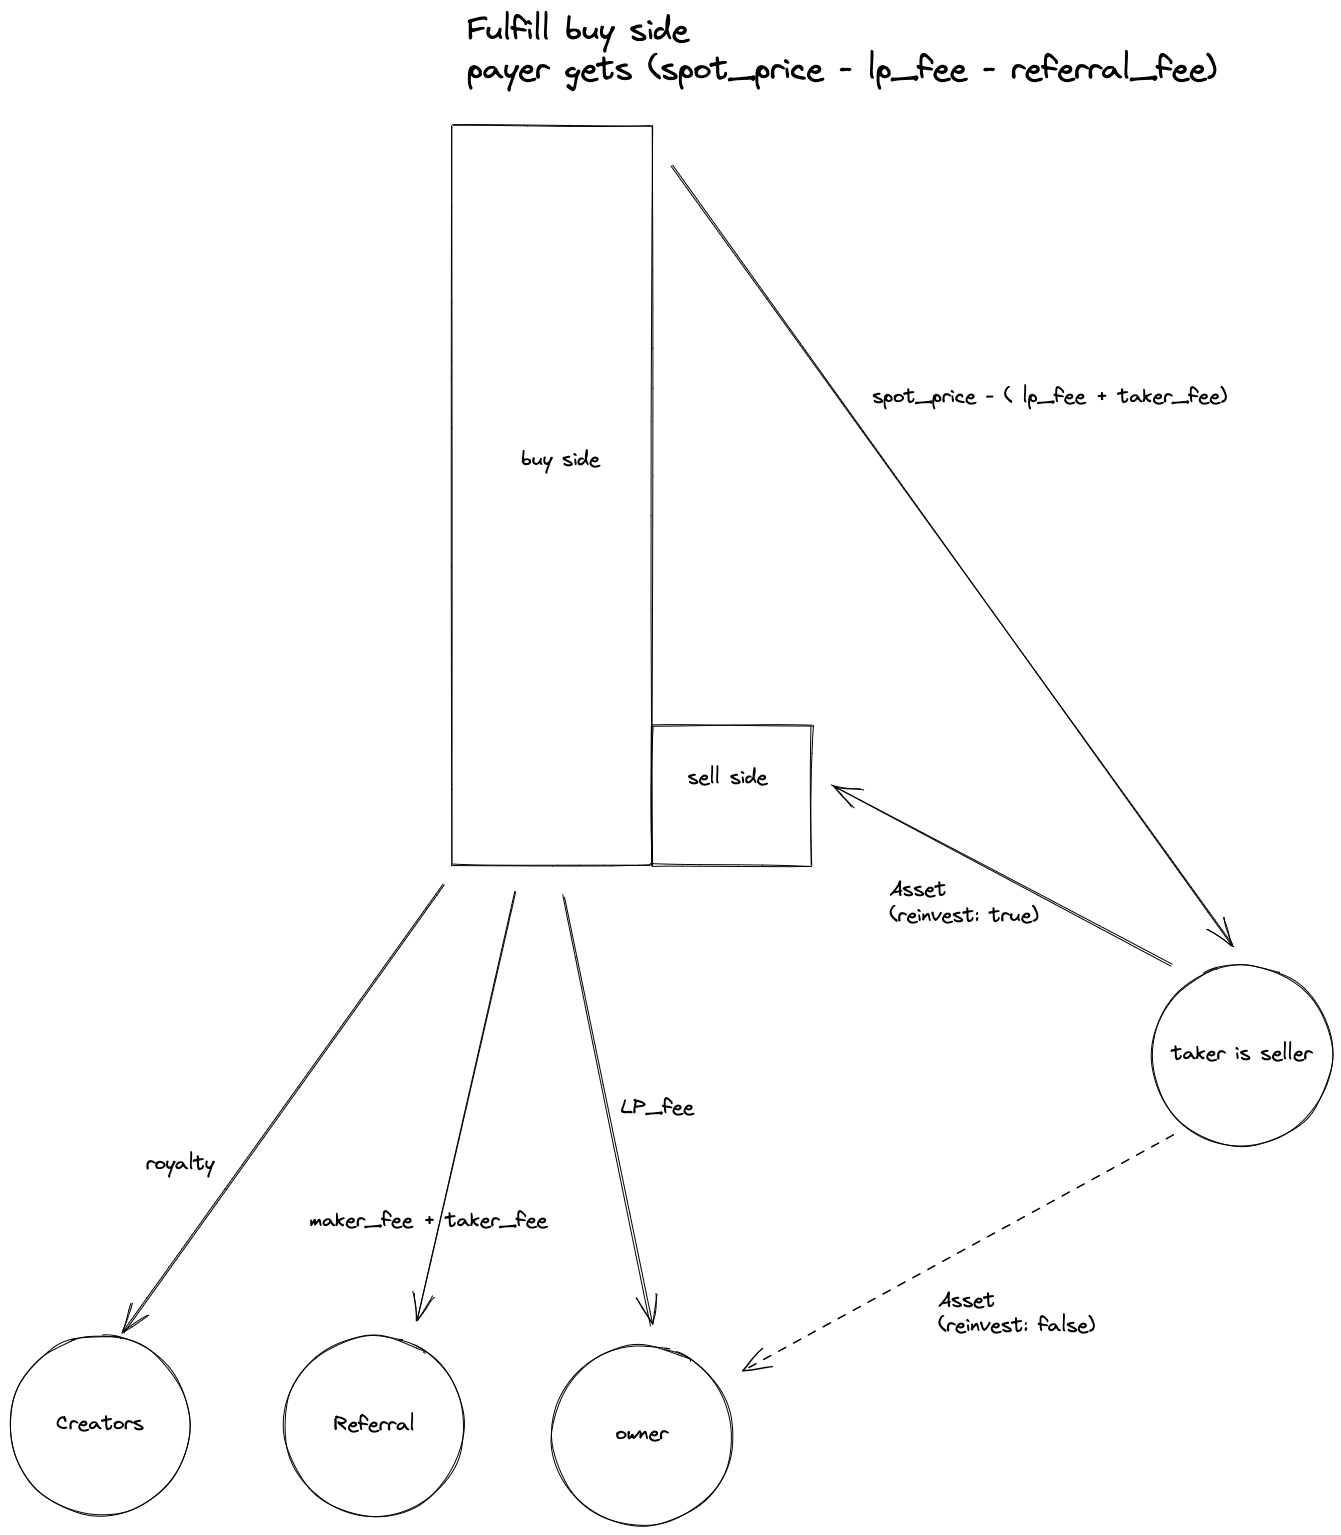 Fulfill buy side
payer gets (spot_price - lp_fee - referral_fee)
spot_price - ( lp_fee + taker_fee)
buy side
sell side
Asset
(reinvest: true)
taker is seller
LP_fee
royalty
maker_fee + taker_fee
Asset
(reinvest: false)
Creators
Referral
owner